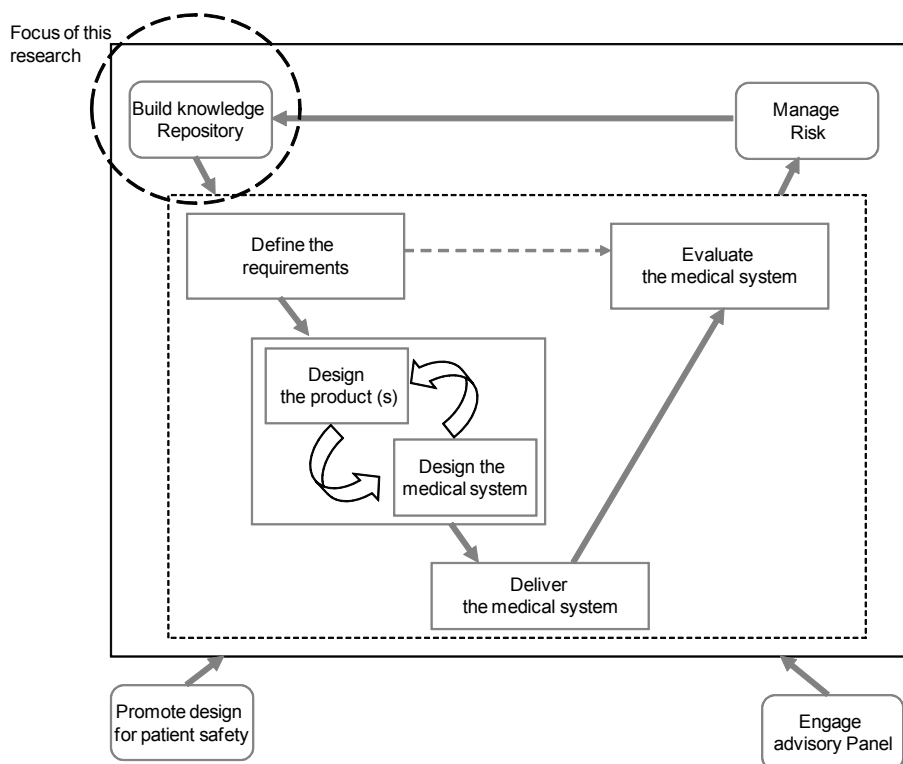 Focus of this
research
Build knowledge
Repository
Manage
Risk
Define the
requirements
Evaluate
the medical system
Design
the product (s)
Design the
medical system
Deliver
the medical system
Promote design
for patient safety
Engage
advisory Panel